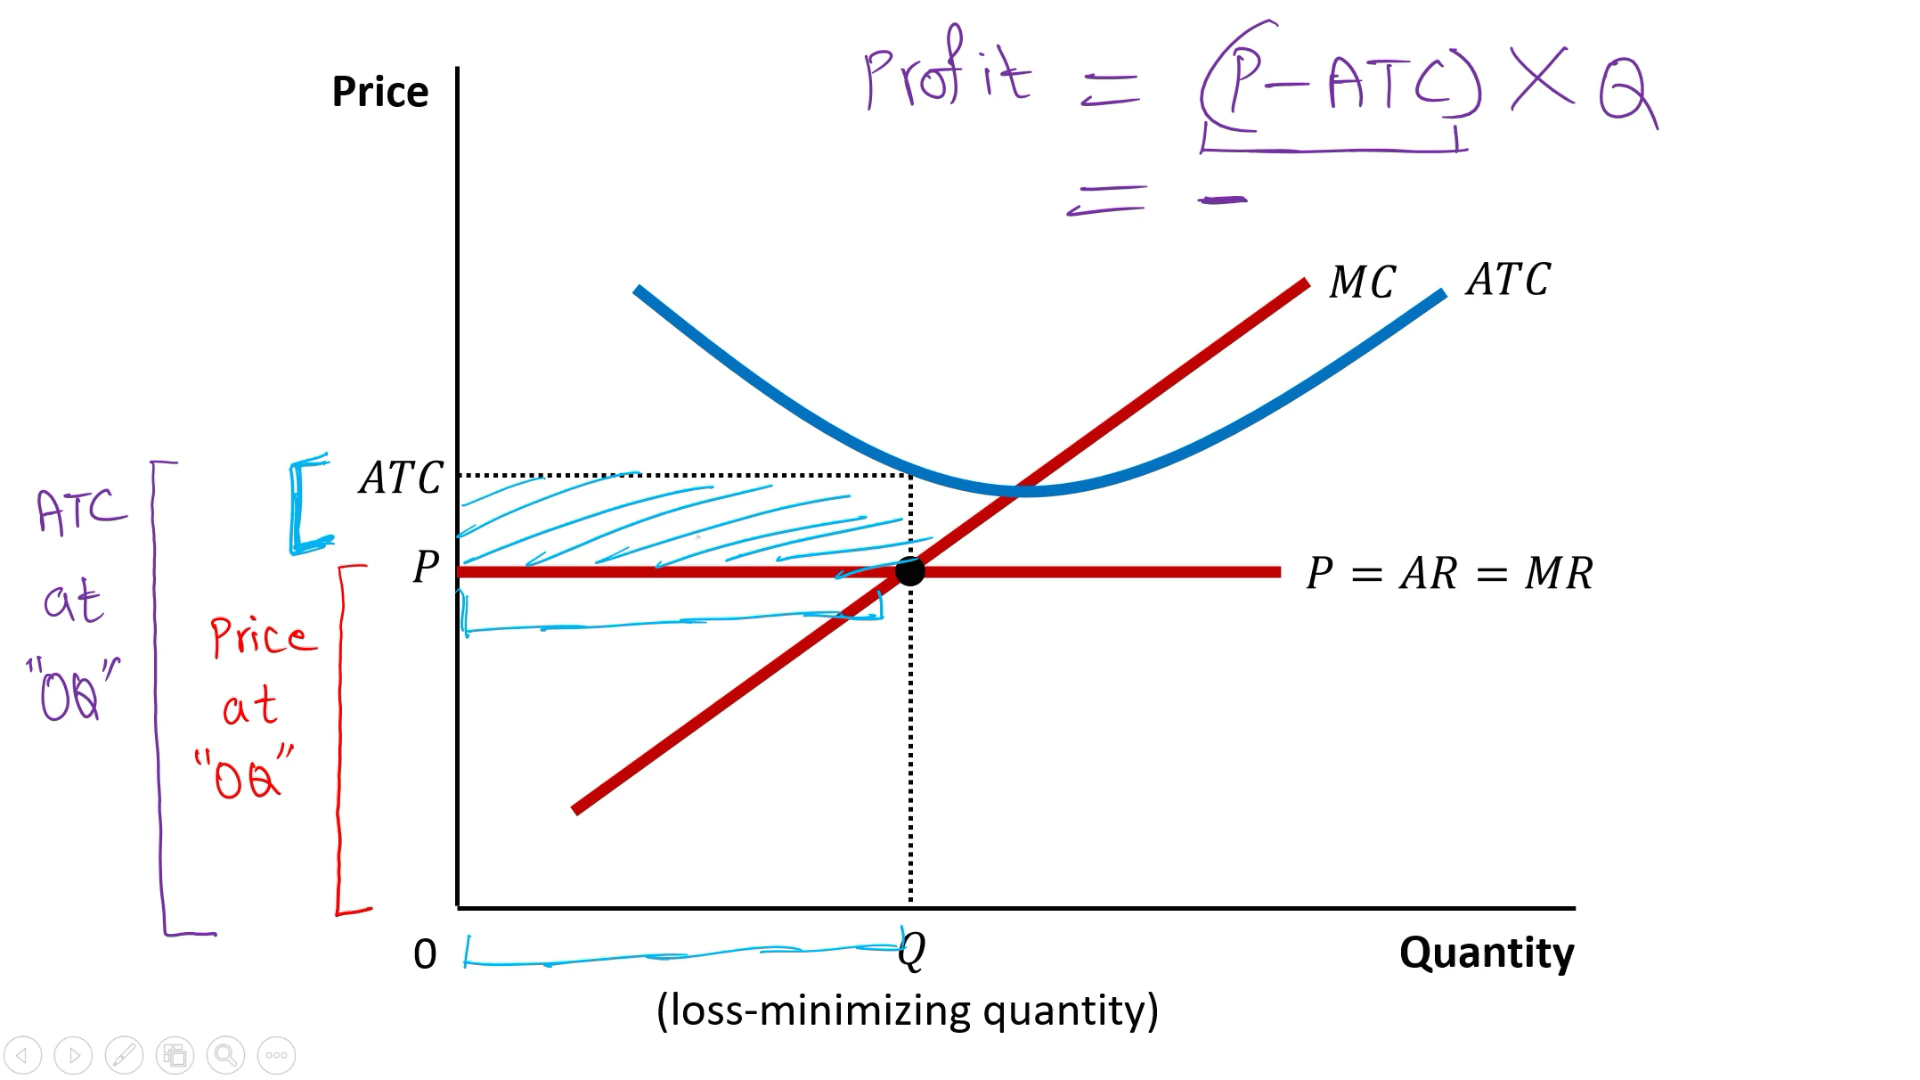 Profit = (P-ATC) X Q
= -
Price
MC
ATC
ATC
P
P = AR = MR
ATC
at
"OQ"
Price
at
"OQ"
0
Q
Quantity
(loss-minimizing quantity)